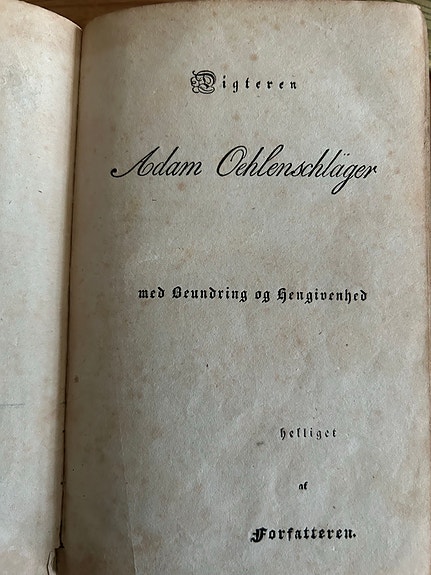 Digteren
Adam Oehlenschläger
med Beundring og Hengivenhed
helliget
af
Forfatteren.